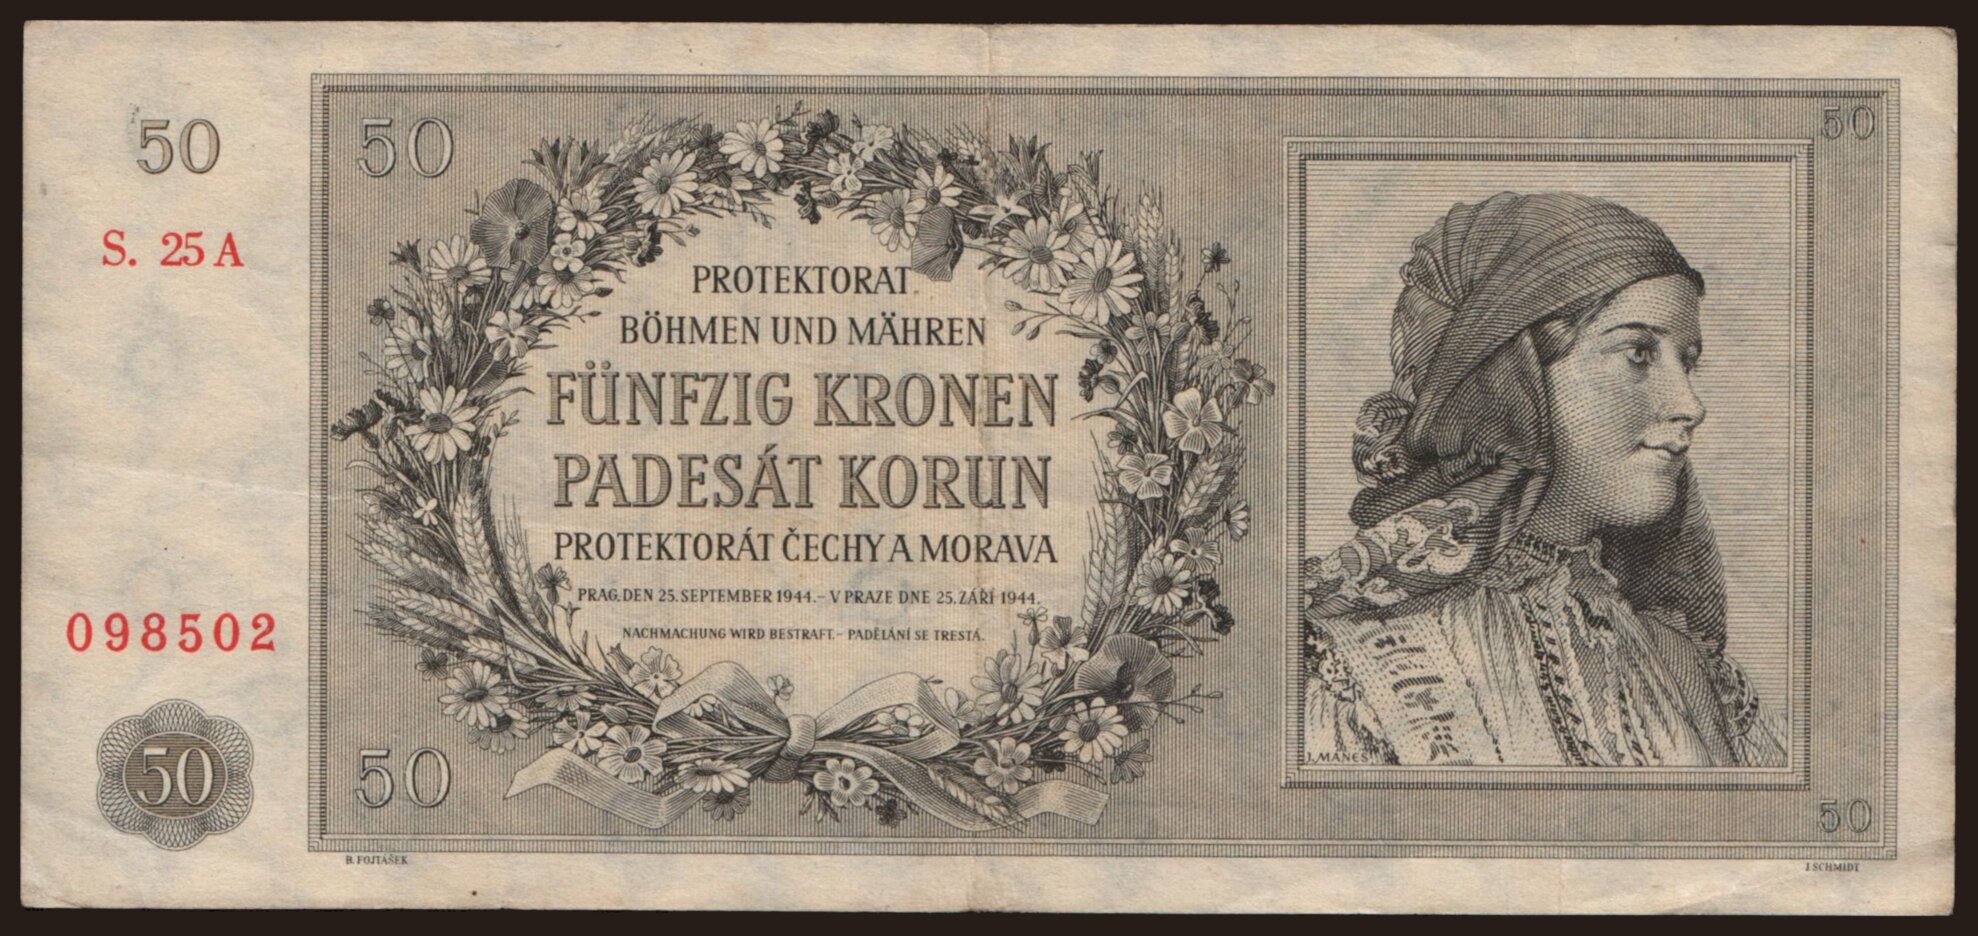 50
S. 25 A
098502
50
50
50
PROTEKTORAT
BÖHMEN UND MÄHREN
FÜNFZIG KRONEN
PADESÁT KORUN
PROTEKTORÁT ČECHY A MORAVA
PRAG, DEN 25. SEPTEMBER 1944. – V PRAZE DNE 25. ZÁŘÍ 1944.
NACHMACHUNG WIRD BESTRAFT. – PADĚLÁNÍ SE TRESTÁ.
50
J. MÁNES
50
B. FOJTÁŠEK
J. SCHMIDT